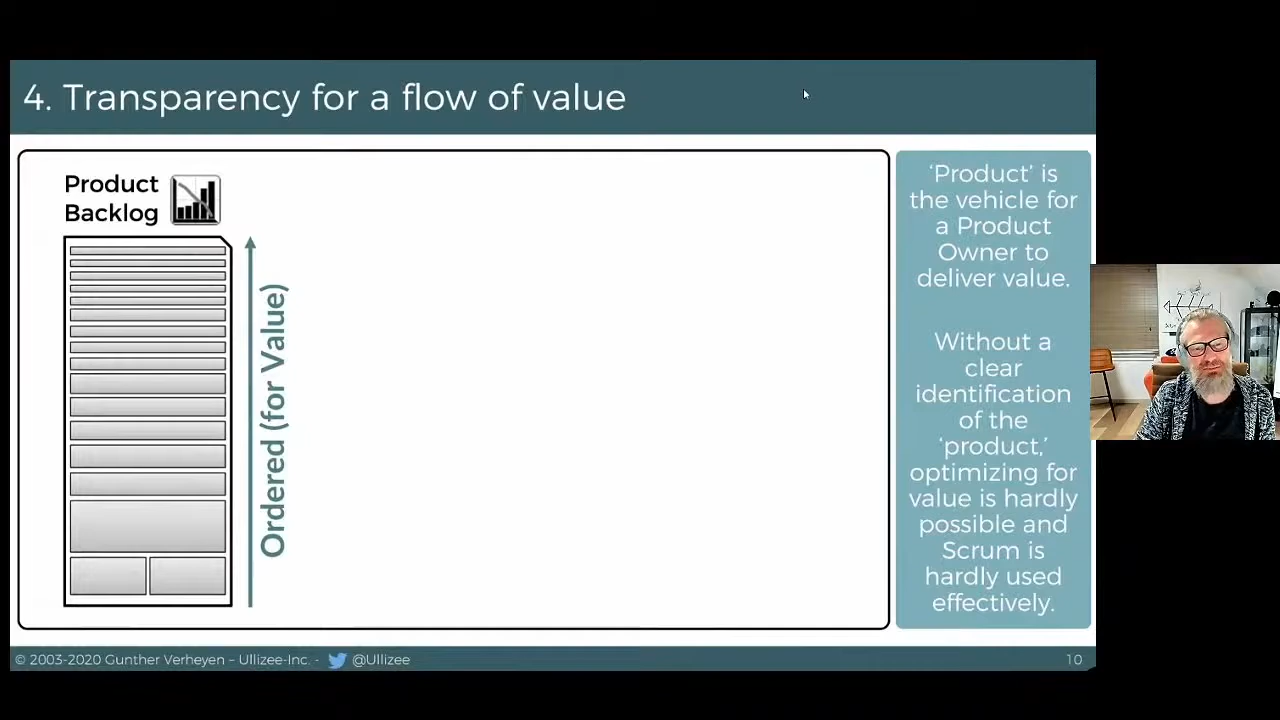 4. Transparency for a flow of value
Product
Backlog
Ordered (for Value)
‘Product’ is
the vehicle for
a Product
Owner to
deliver value.
Without a
clear
identification
of the
‘product,’
optimizing for
value is hardly
possible and
Scrum is
hardly used
effectively.
© 2003-2020 Gunther Verheyen – Ullizee-Inc. - @Ullizee
10